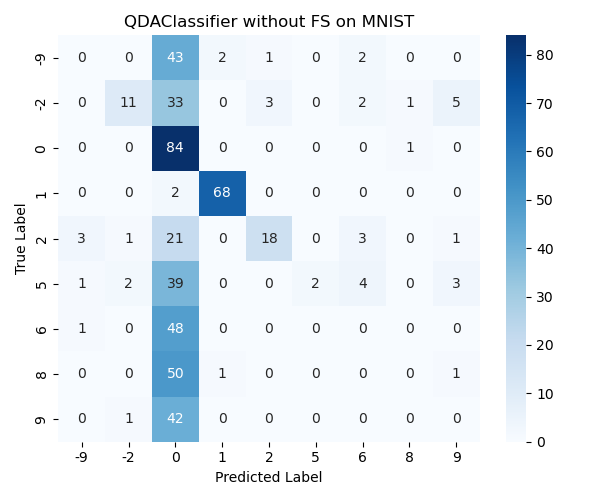 QDAClassifier without FS on MNIST
-9 0 0 43 2 1 0 2 0 0
-2 0 11 33 0 3 0 2 1 5
0 0 0 84 0 0 0 0 1 0
1 0 0 2 68 0 0 0 0 0
2 3 1 21 0 18 0 3 0 1
5 1 2 39 0 0 2 4 0 3
6 1 0 48 0 0 0 0 0 0
8 0 0 50 1 0 0 0 0 1
9 0 1 42 0 0 0 0 0 0
-9 -2 0 1 2 5 6 8 9
True Label
Predicted Label
80
70
60
50
40
30
20
10
0